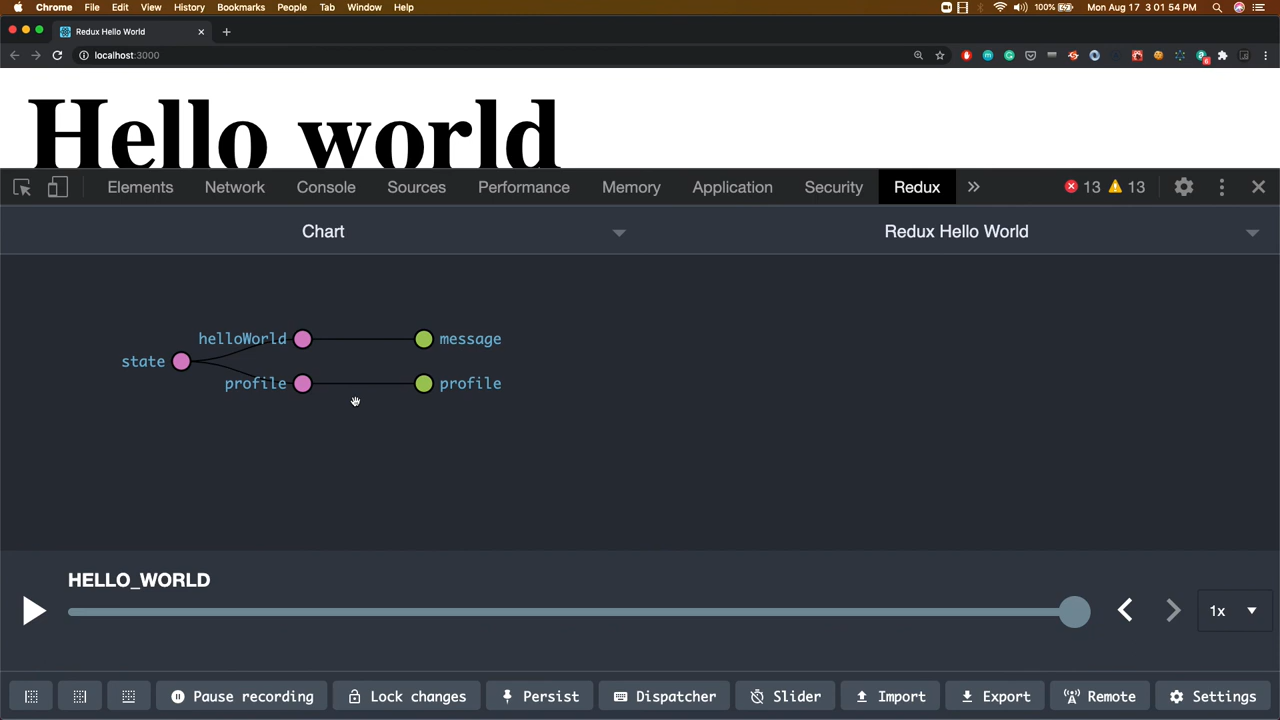 Chrome File Edit View History Bookmarks People Tab Window Help 100% Mon Aug 17 3 01 54 PM
Redux Hello World
localhost:3000 6
Hello world
Elements Network Console Sources Performance Memory Application Security Redux » 13 13
Chart Redux Hello World
helloWorld message
state
profile profile
HELLO_WORLD
1x
Pause recording Lock changes Persist Dispatcher Slider Import Export Remote Settings